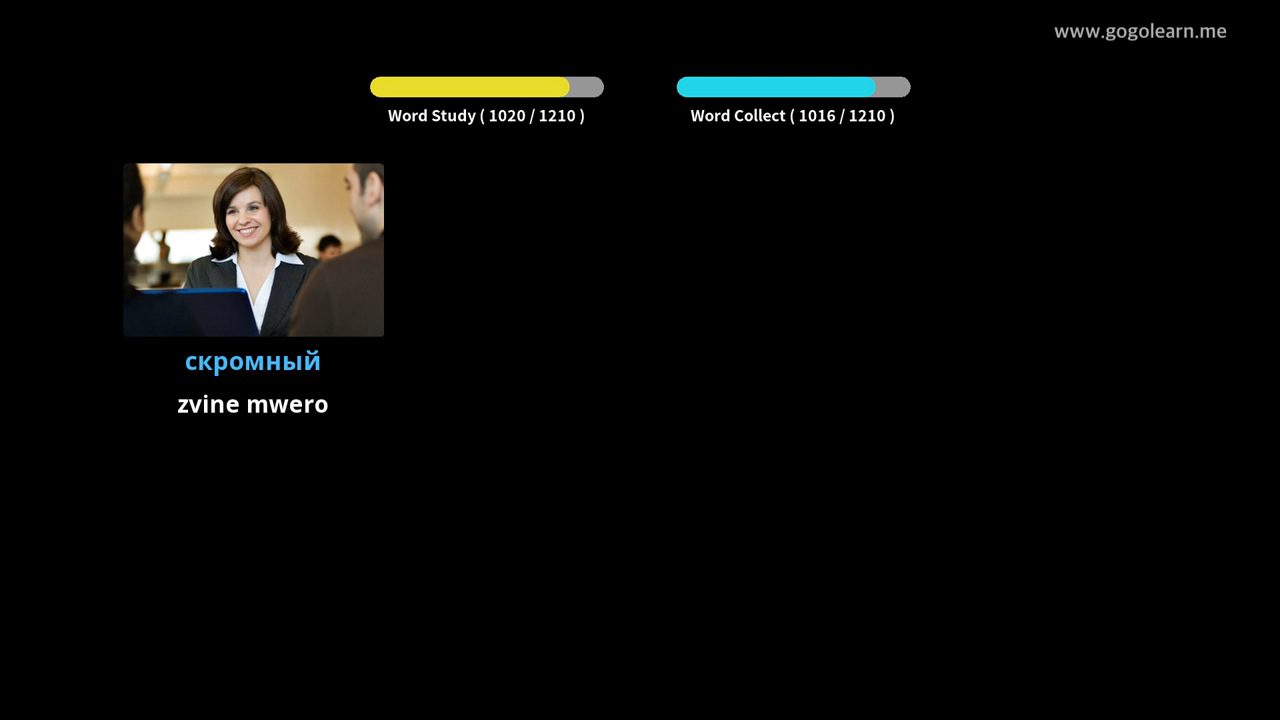 www.gogolearn.me
Word Study ( 1020 / 1210 )
Word Collect ( 1016 / 1210 )
скромный
zvine mwero